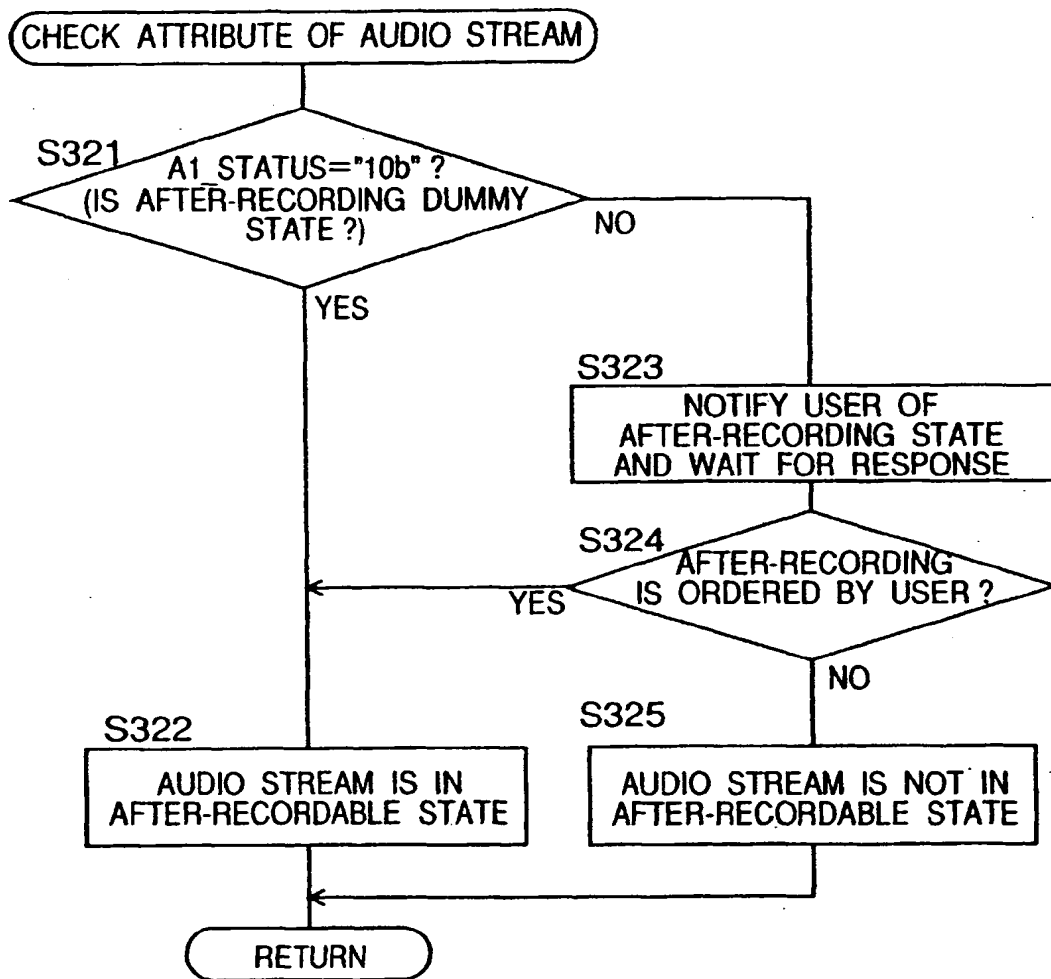 CHECK ATTRIBUTE OF AUDIO STREAM
S321
A1_STATUS="10b" ?
(IS AFTER-RECORDING DUMMY
STATE ?)
NO
YES
S323
NOTIFY USER OF
AFTER-RECORDING STATE
AND WAIT FOR RESPONSE
S324
AFTER-RECORDING
IS ORDERED BY USER ?
YES
NO
S322
AUDIO STREAM IS IN
AFTER-RECORDABLE STATE
S325
AUDIO STREAM IS NOT IN
AFTER-RECORDABLE STATE
RETURN